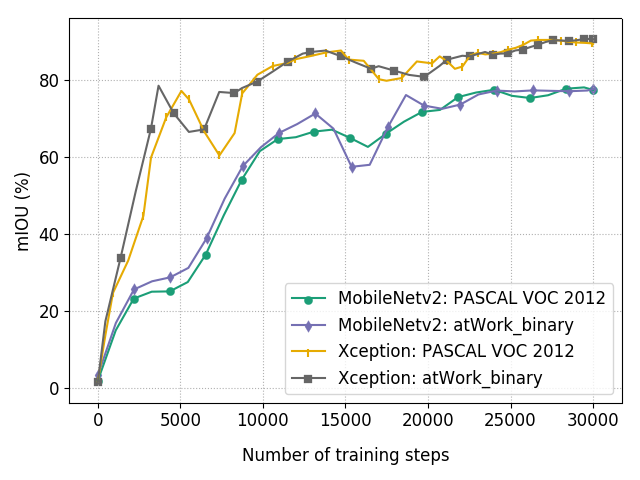 mIOU (%)
80
60
40
20
0
MobileNetv2: PASCAL VOC 2012
MobileNetv2: atWork_binary
Xception: PASCAL VOC 2012
Xception: atWork_binary
0 5000 10000 15000 20000 25000 30000
Number of training steps